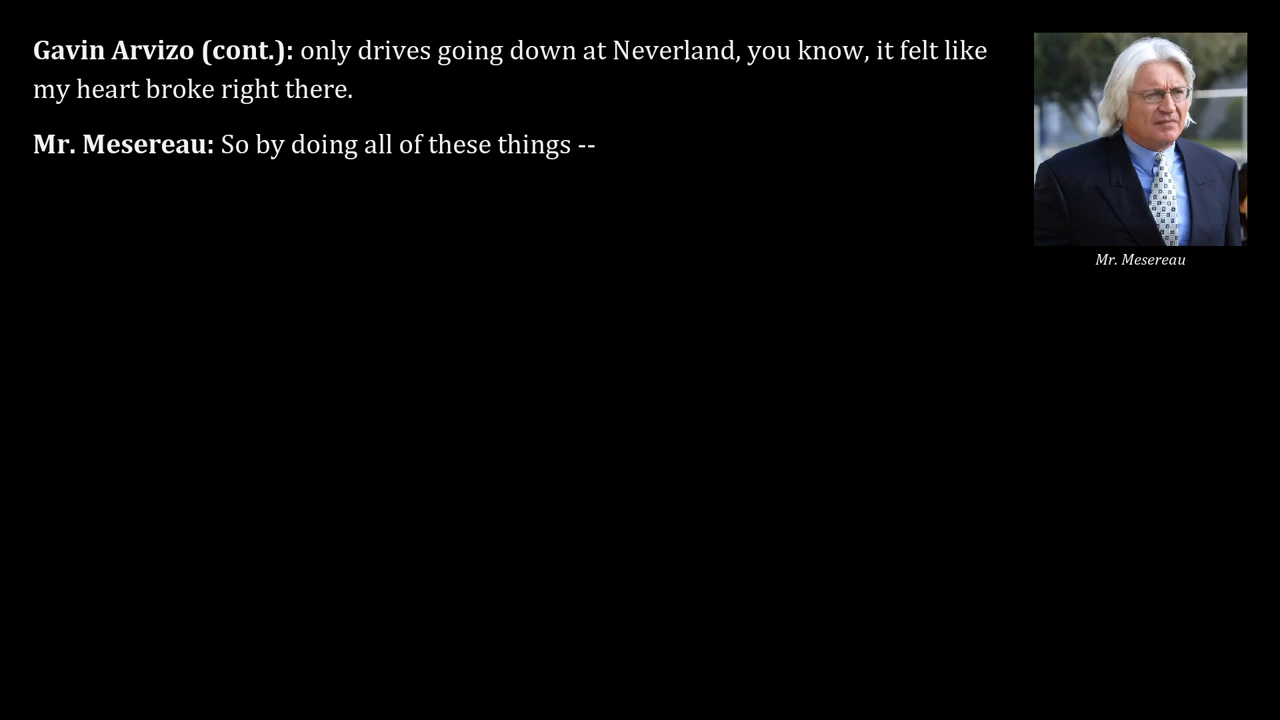 Gavin Arvizo (cont.): only drives going down at Neverland, you know, it felt like
my heart broke right there.
Mr. Mesereau: So by doing all of these things --
Mr. Mesereau